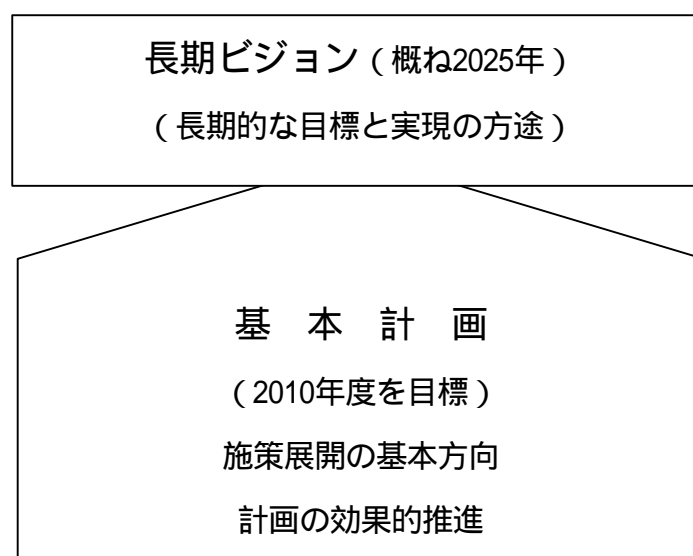 長期ビジョン（概ね2025年）
（長期的な目標と実現の方途）
基　本　計　画
（2010年度を目標）
施策展開の基本方向
計画の効果的推進